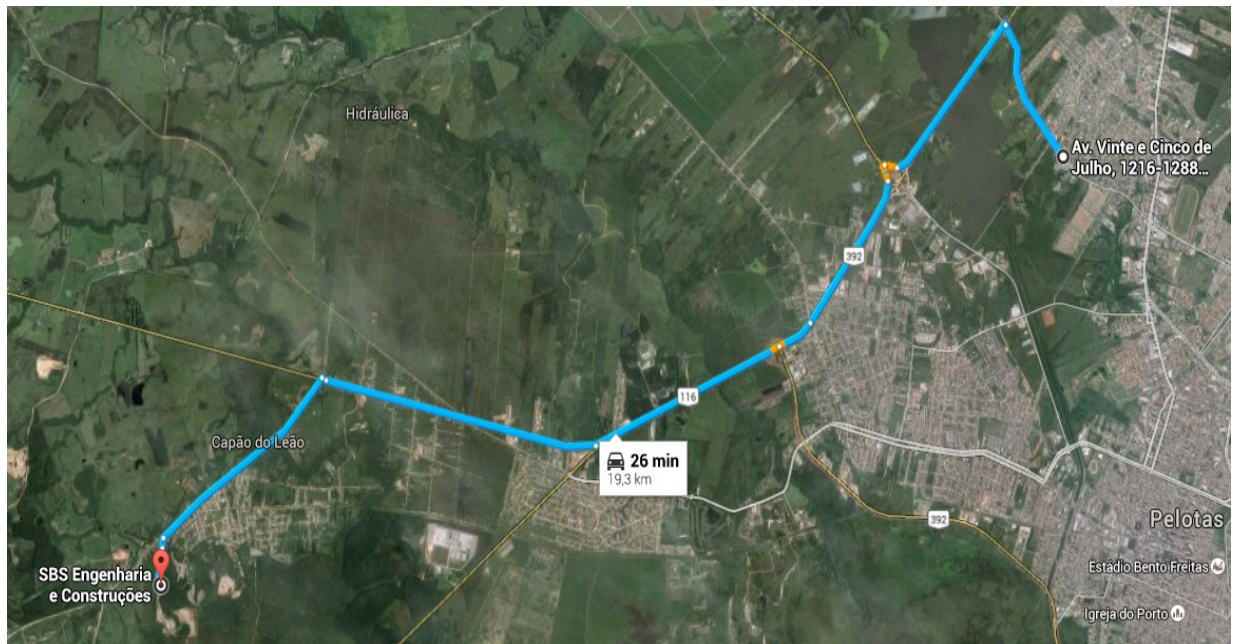 Hidráulica
Av. Vinte e Cinco de
Julho, 1216-1288...
392
116
Capão do Leão
26 min
19,3 km
392
Pelotas
SBS Engenharia
e Construções
Estádio Bento Freitas
Igreja do Porto